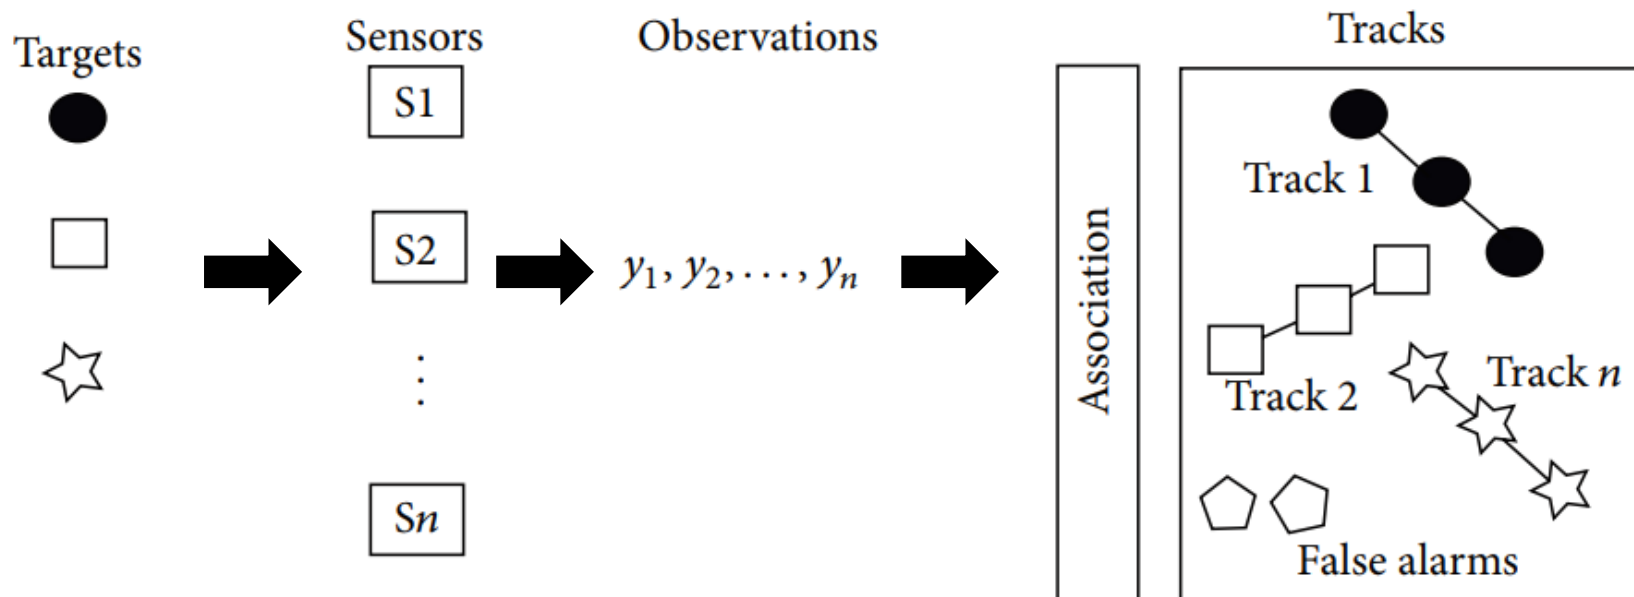 Targets
Sensors
S1
S2
⋮
Sn
Observations
y₁, y₂, . . . , yₙ
Association
Tracks
Track 1
Track 2
Track n
False alarms